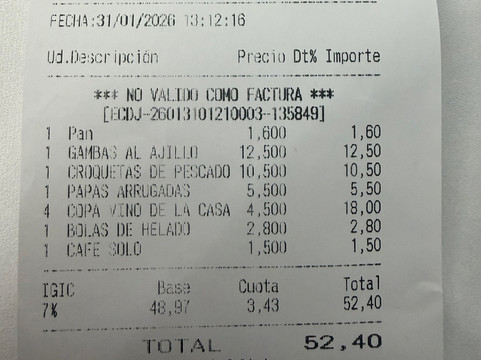 FECHA:31/01/2026 13:12:16
Ud.Descripción Precio Dt% Importe
*** NO VALIDO COMO FACTURA ***
[ECDJ-26013101210003-135849]
1 Pan 1,600 1,60
1 GAMBAS AL AJILLO 12,500 12,50
1 CROQUETAS DE PESCADO 10,500 10,50
1 PAPAS ARRUGADAS 5,500 5,50
4 COPA VINO DE LA CASA 4,500 18,00
1 BOLAS DE HELADO 2,800 2,80
1 CAFE SOLO 1,500 1,50
IGIC Base Cuota Total
7% 48,97 3,43 52,40
TOTAL 52,40